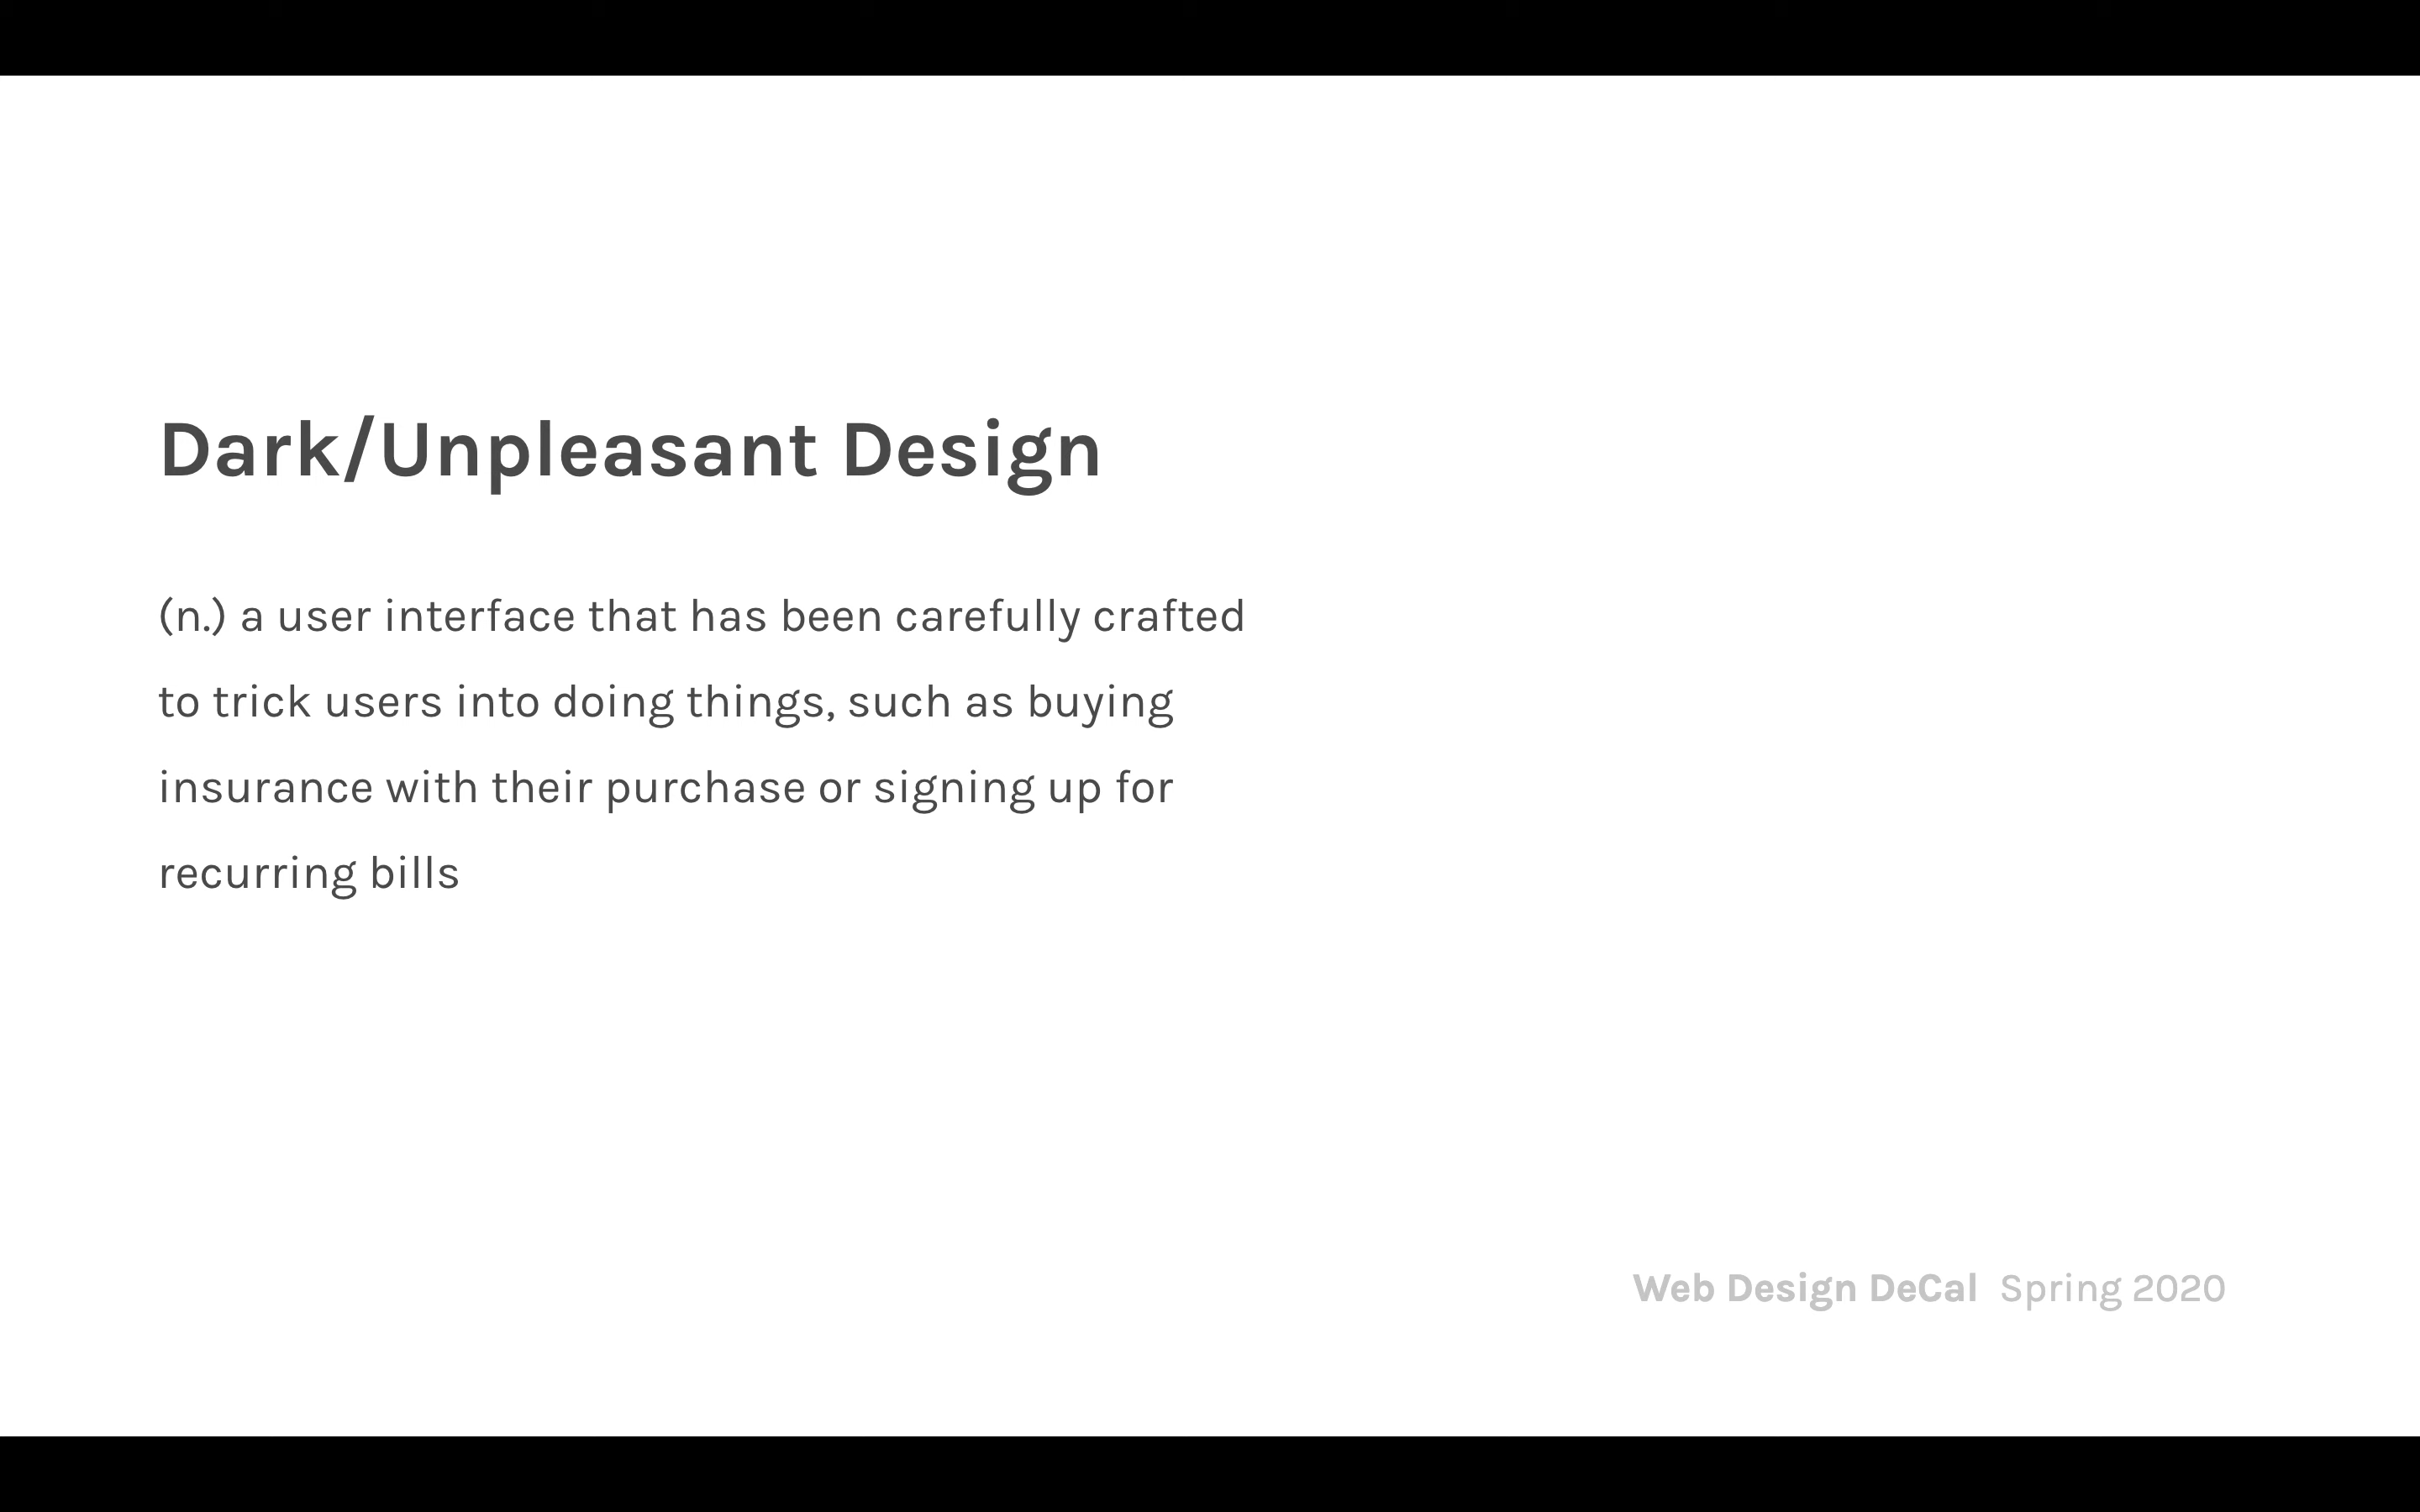 Dark/Unpleasant Design
(n.) a user interface that has been carefully crafted
to trick users into doing things, such as buying
insurance with their purchase or signing up for
recurring bills
Web Design DeCal Spring 2020